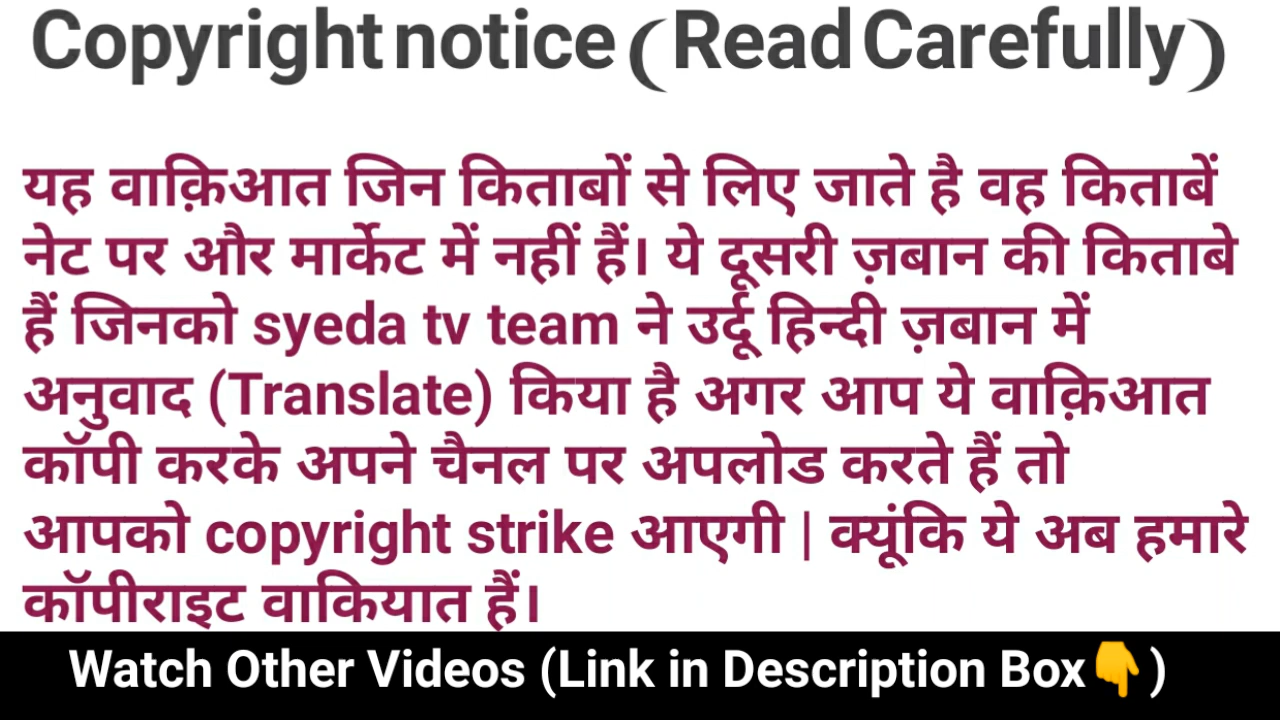 Copyright notice ( Read Carefully)
यह वाक़िआत जिन किताबों से लिए जाते है वह किताबें
नेट पर और मार्केट में नहीं हैं। ये दूसरी ज़बान की किताबे
हैं जिनको syeda tv team ने उर्दू हिन्दी ज़बान में
अनुवाद (Translate) किया है अगर आप ये वाक़िआत
कॉपी करके अपने चैनल पर अपलोड करते हैं तो
आपको copyright strike आएगी | क्यूंकि ये अब हमारे
कॉपीराइट वाकियात हैं।
Watch Other Videos (Link in Description Box👇)